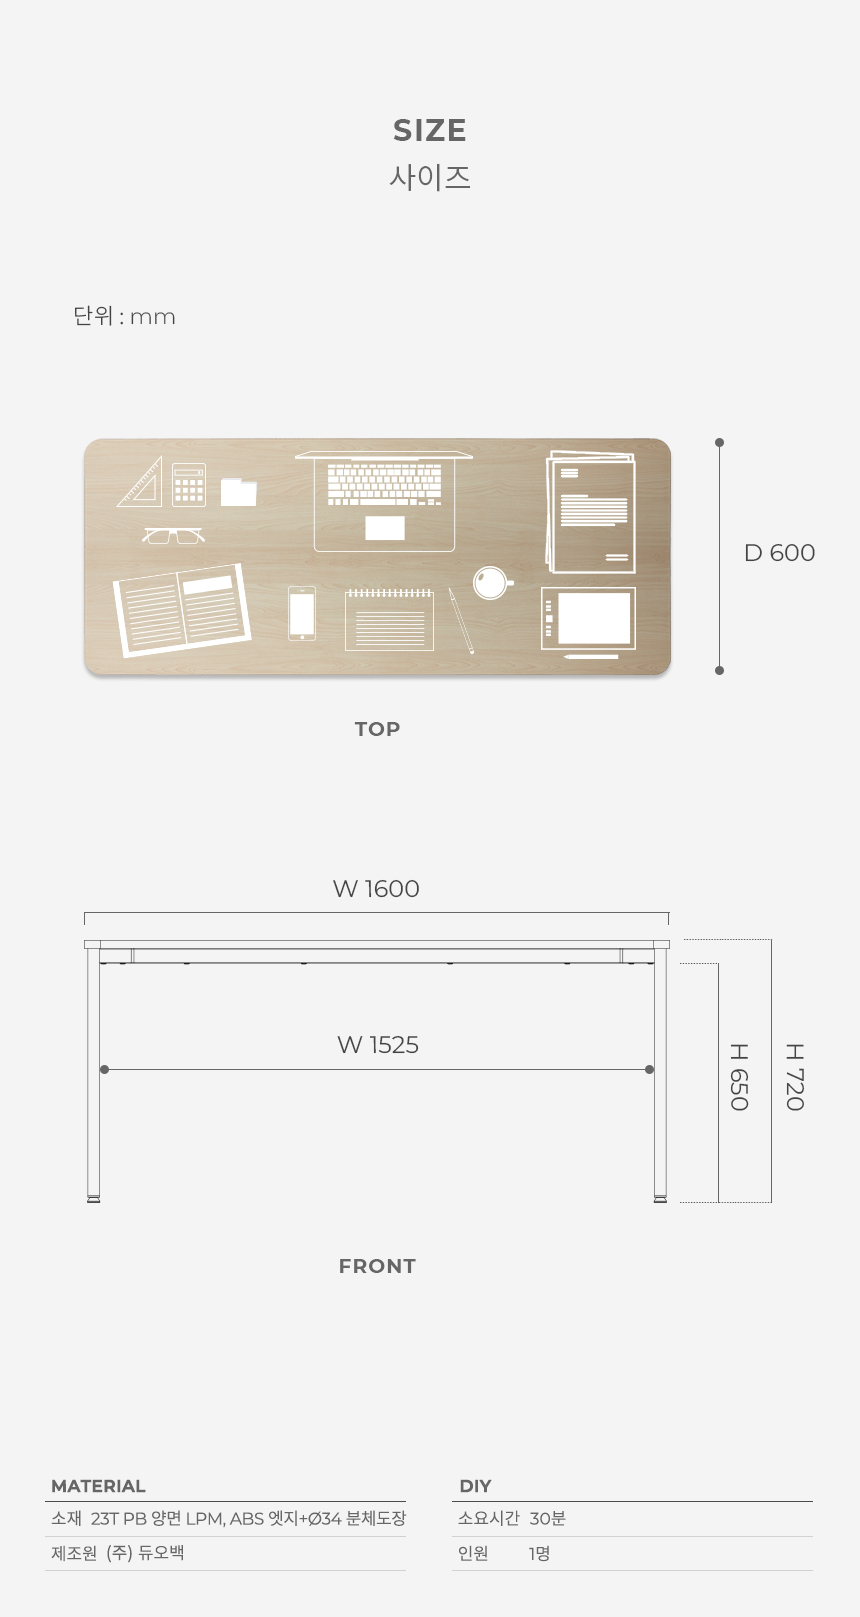 SIZE
사이즈
단위 : mm
D 600
TOP
W 1600
W 1525
H 650
H 720
FRONT
MATERIAL
소재 23T PB 양면 LPM, ABS 엣지+Ø34 분체도장
제조원 (주) 듀오백
DIY
소요시간 30분
인원 1명